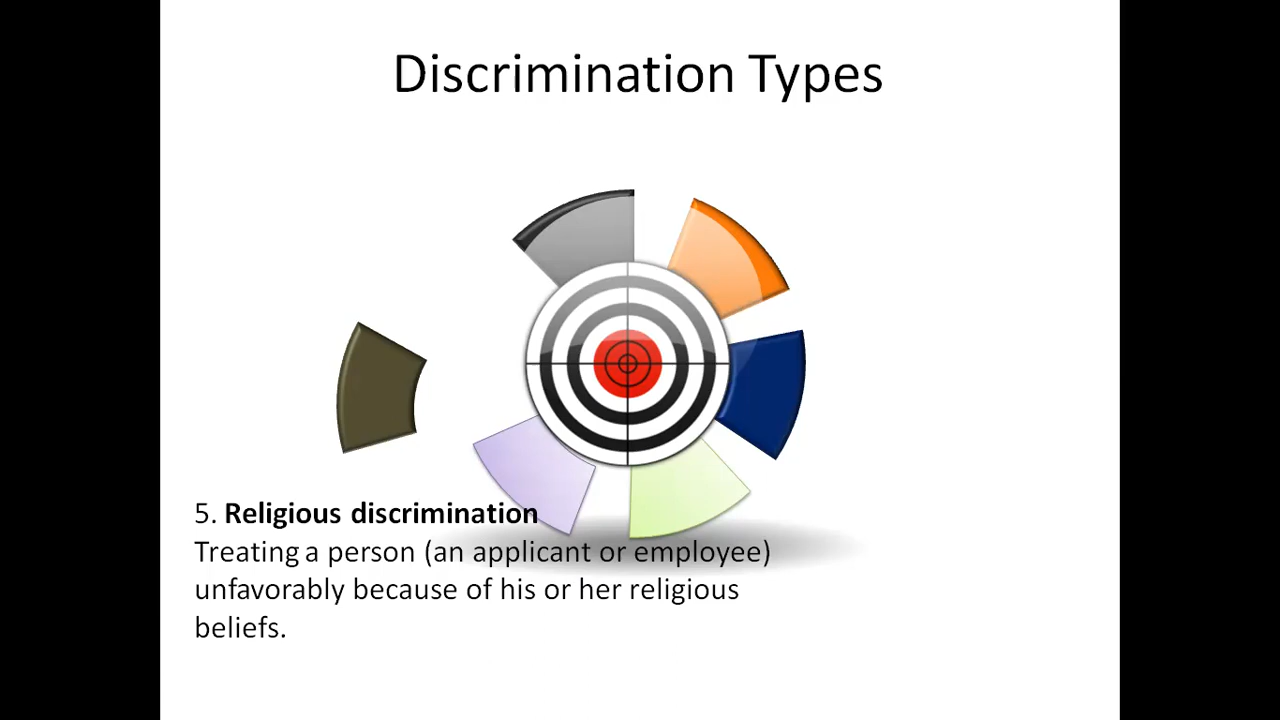 Discrimination Types
5. Religious discrimination
Treating a person (an applicant or employee)
unfavorably because of his or her religious
beliefs.